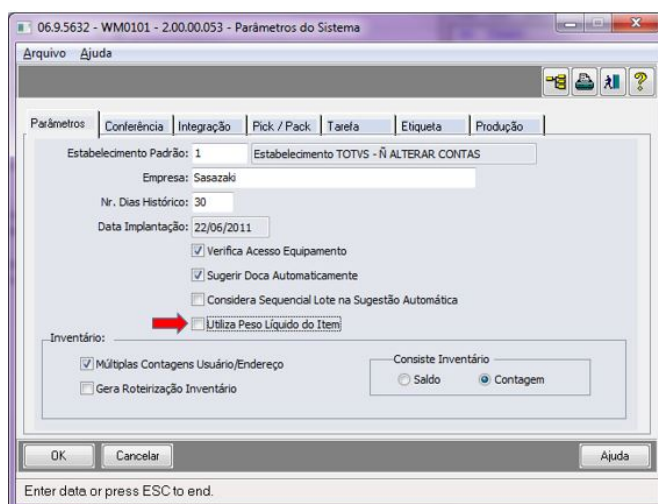 06.9.5632 - WM0101 - 2.00.00.053 - Parâmetros do Sistema
Arquivo Ajuda
Parâmetros Conferência Integração Pick / Pack Tarefa Etiqueta Produção
Estabelecimento Padrão: 1 Estabelecimento TOTVS - Ñ ALTERAR CONTAS
Empresa: Sasazaki
Nr. Dias Histórico: 30
Data Implantação: 22/06/2011
Verifica Acesso Equipamento
Sugerir Doca Automaticamente
Considera Sequencial Lote na Sugestão Automática
Utiliza Peso Líquido do Item
Inventário:
Múltiplas Contagens Usuário/Endereço
Gera Roteirização Inventário
Consiste Inventário
Saldo Contagem
OK Cancelar Ajuda
Enter data or press ESC to end.